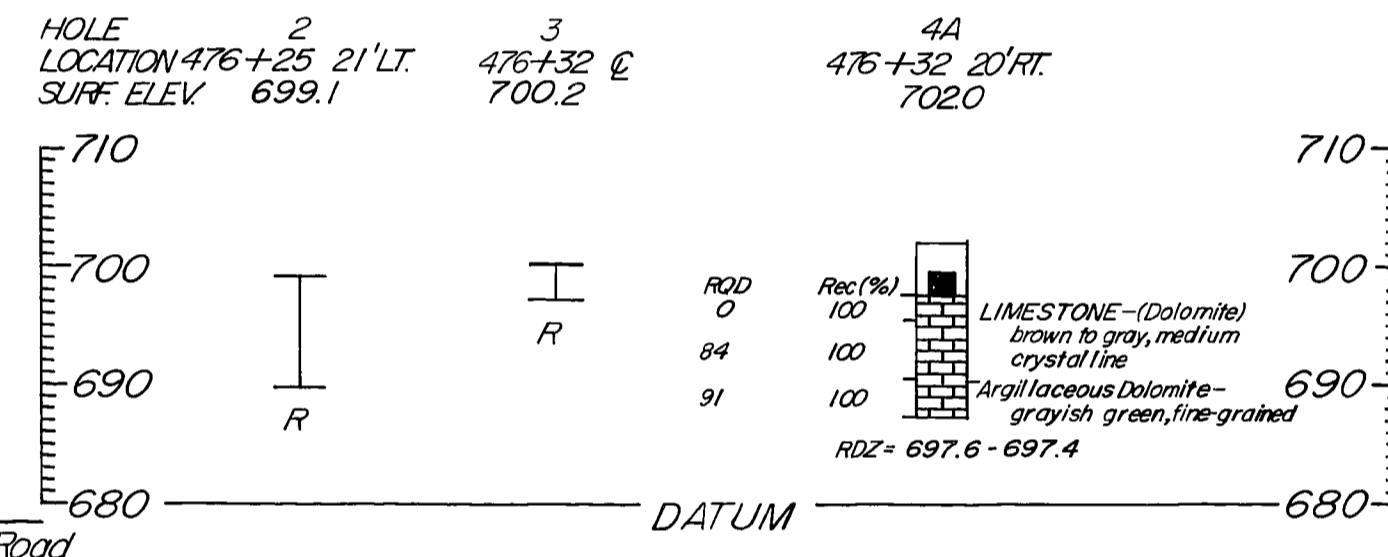 HOLE 2 3 4A
LOCATION 476+25 21'LT. 476+32 ℄ 476+32 20'RT.
SURF. ELEV. 699.1 700.2 702.0
710 710
700 700
RQD Rec(%)
0 100 LIMESTONE-(Dolomite)
R brown to gray, medium
84 100 crystalline
690 690
91 100 Argillaceous Dolomite-
R grayish green, fine-grained
RDZ= 697.6 - 697.4
680 DATUM 680
Road